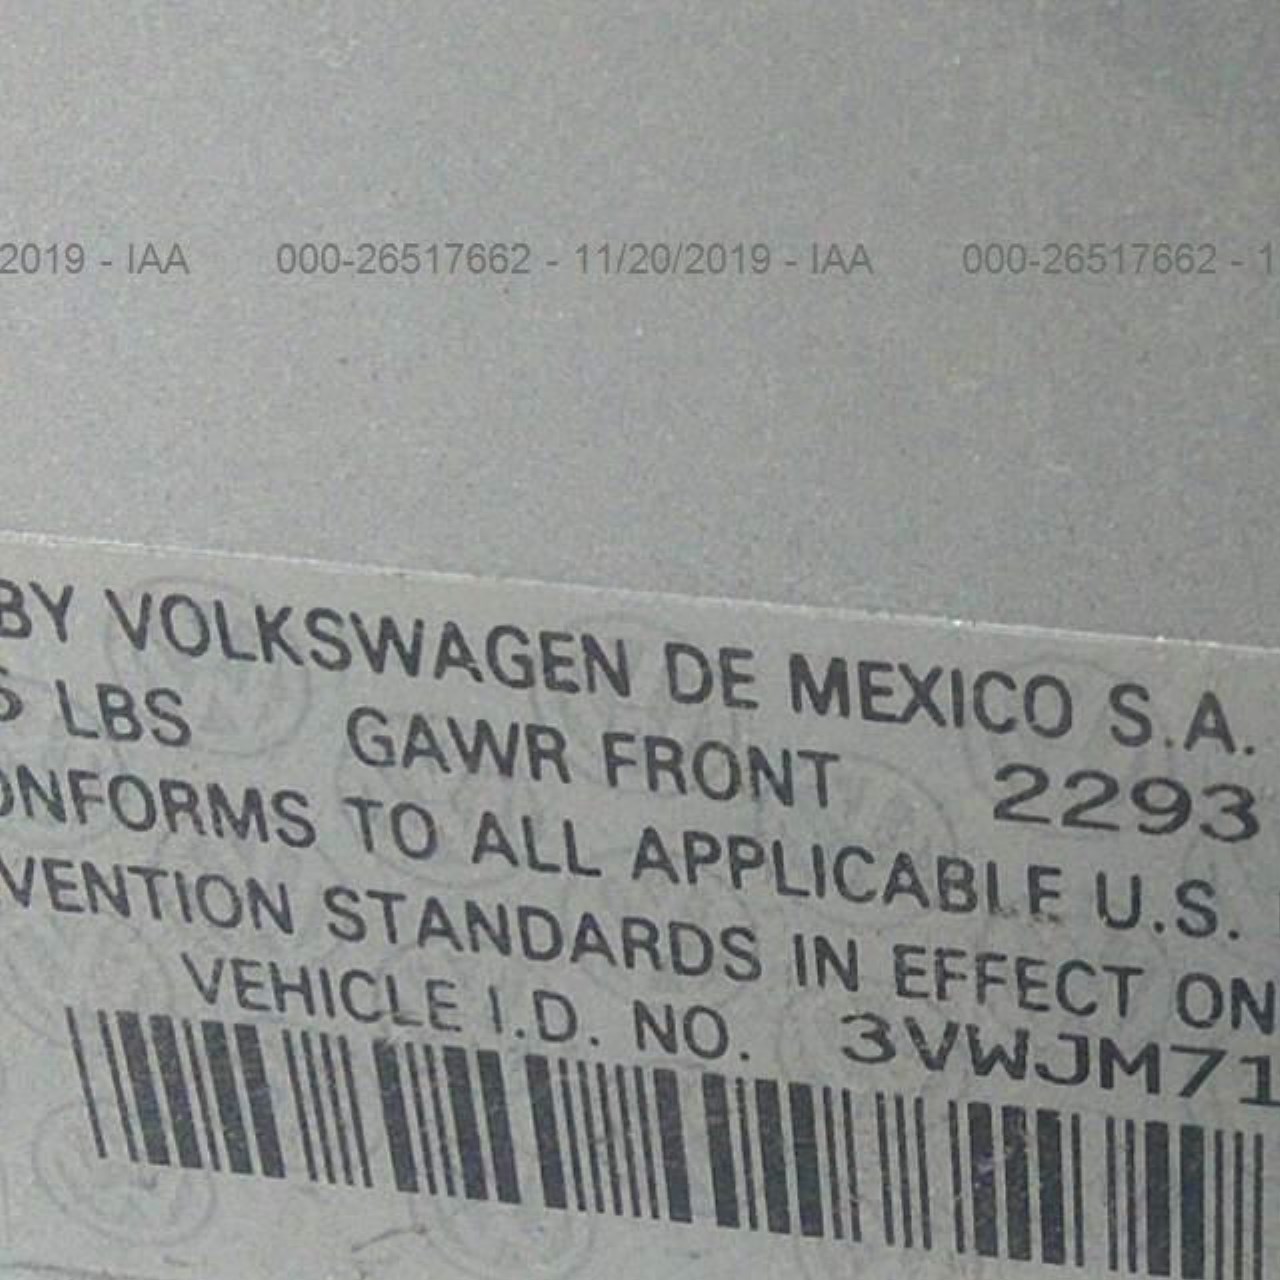 2019 - IAA 000-26517662 - 11/20/2019 - IAA 000-26517662 - 1
BY VOLKSWAGEN DE MEXICO S.A.
LBS GAWR FRONT 2293
ONFORMS TO ALL APPLICABLE U.S.
VENTION STANDARDS IN EFFECT ON
VEHICLE I.D. NO. 3VWJM71